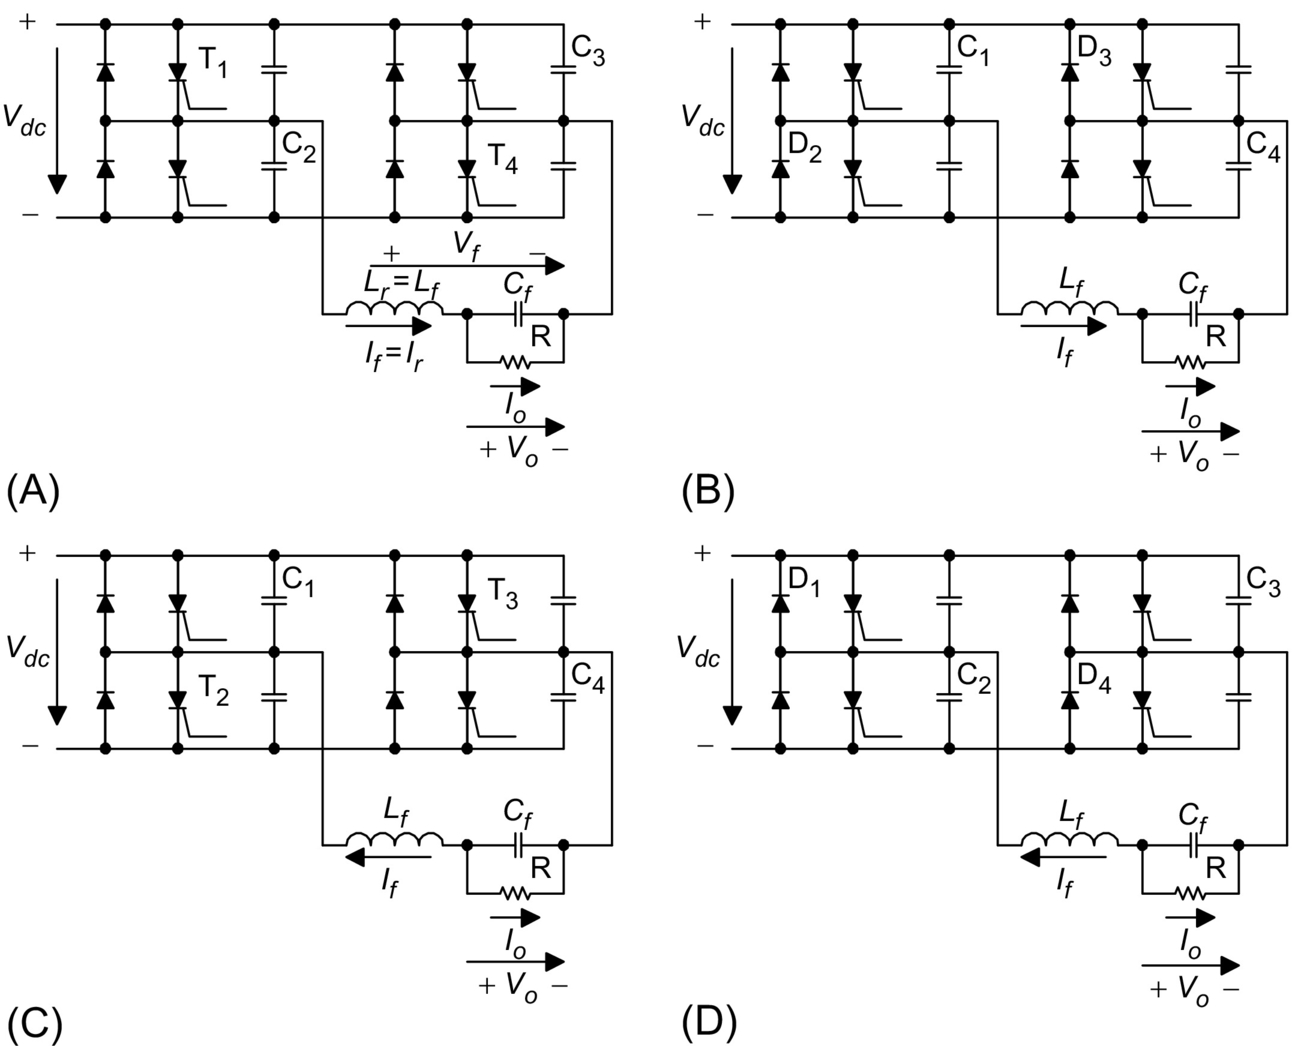 +
T1
C3
Vdc
C2
T4
−
+ Vf −
Lr = Lf
Cf
R
If = Ir
Io
+ Vo −
(A)
+
C1
D3
Vdc
D2
C4
−
Lf
Cf
R
If
Io
+ Vo −
(B)
+
C1
T3
Vdc
T2
C4
−
Lf
Cf
R
If
Io
+ Vo −
(C)
+
D1
C3
Vdc
C2
D4
−
Lf
Cf
R
If
Io
+ Vo −
(D)